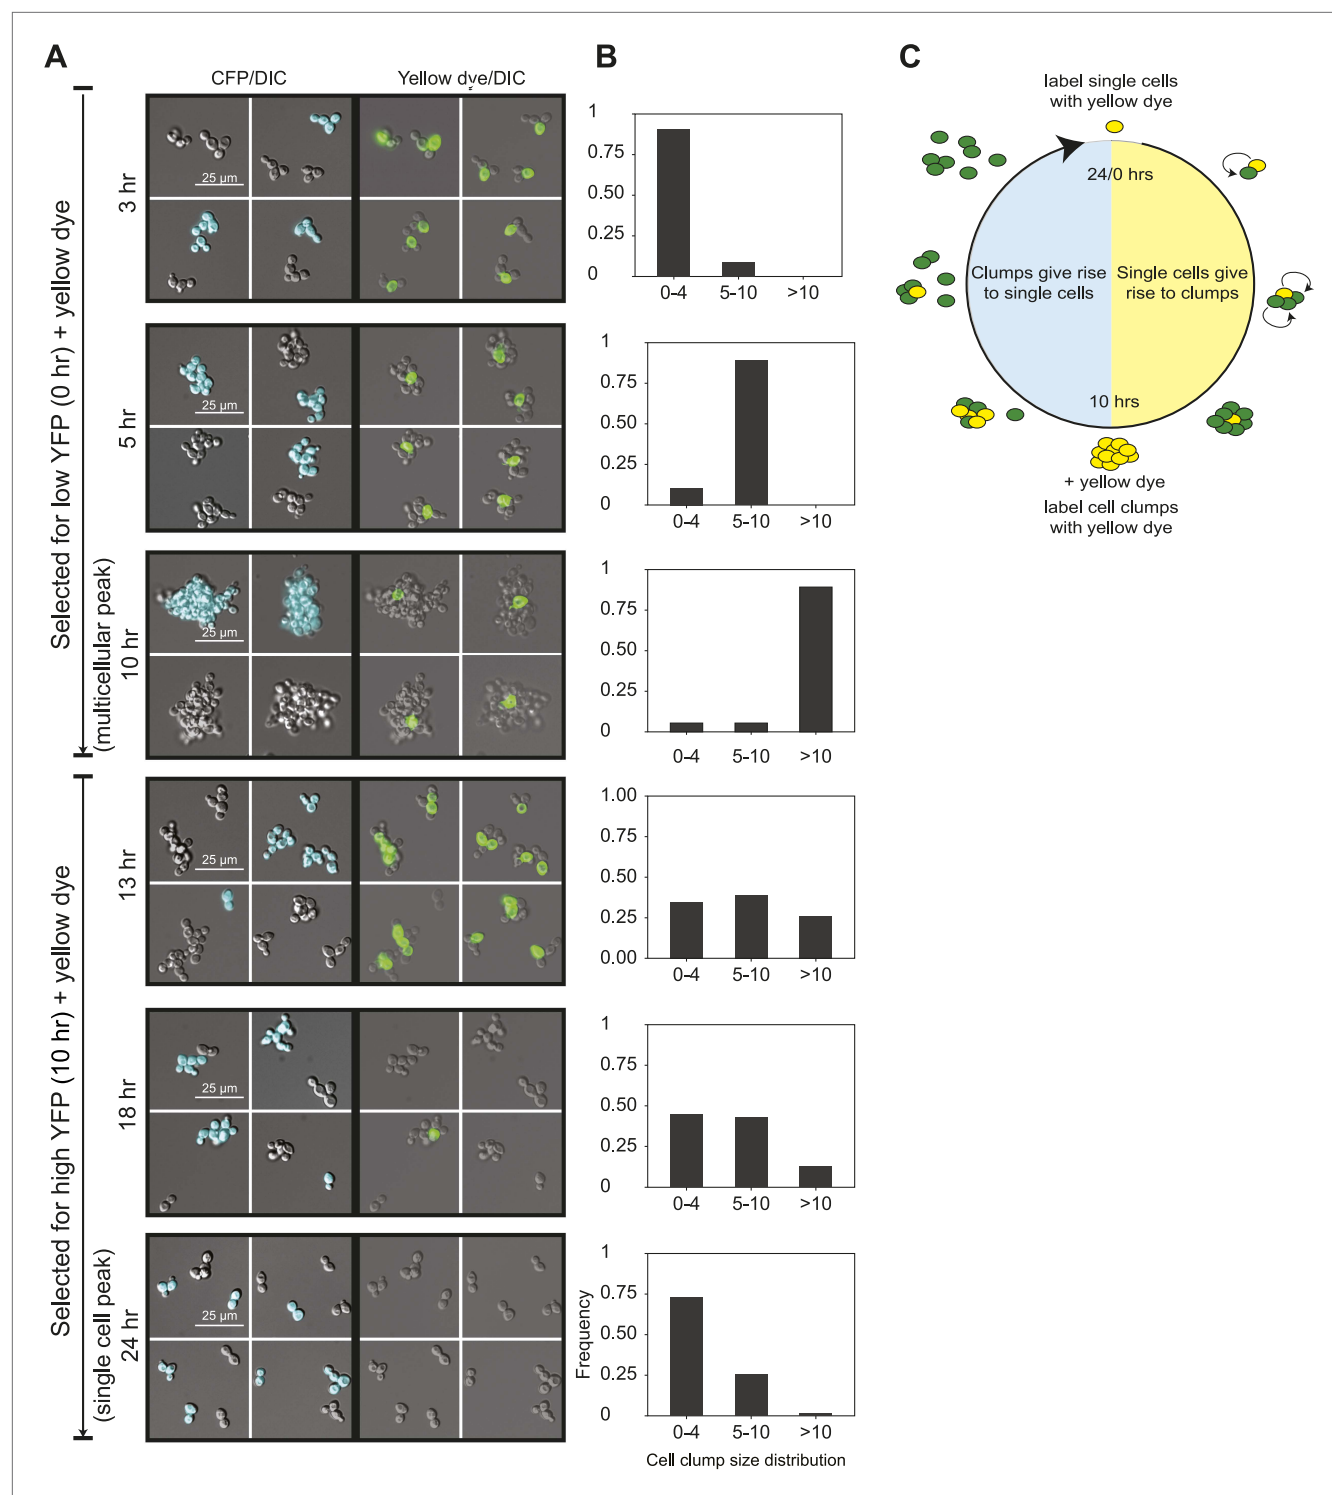 A
B
C
CFP/DIC
Yellow dye/DIC
Selected for low YFP (0 hr) + yellow dye
3 hr
25 µm
5 hr
25 µm
(multicellular peak)
10 hr
25 µm
Selected for high YFP (10 hr) + yellow dye
13 hr
25 µm
18 hr
25 µm
(single cell peak)
24 hr
25 µm
1
0.75
0.50
0.25
0
0-4 5-10 >10
1
0.75
0.50
0.25
0
0-4 5-10 >10
1
0.75
0.50
0.25
0
0-4 5-10 >10
1.00
0.75
0.50
0.25
0.00
0-4 5-10 >10
1
0.75
0.50
0.25
0
0-4 5-10 >10
Frequency
1
0.75
0.50
0.25
0
0-4 5-10 >10
Cell clump size distribution
label single cells
with yellow dye
24/0 hrs
Clumps give rise
to single cells
Single cells give
rise to clumps
10 hrs
+ yellow dye
label cell clumps
with yellow dye